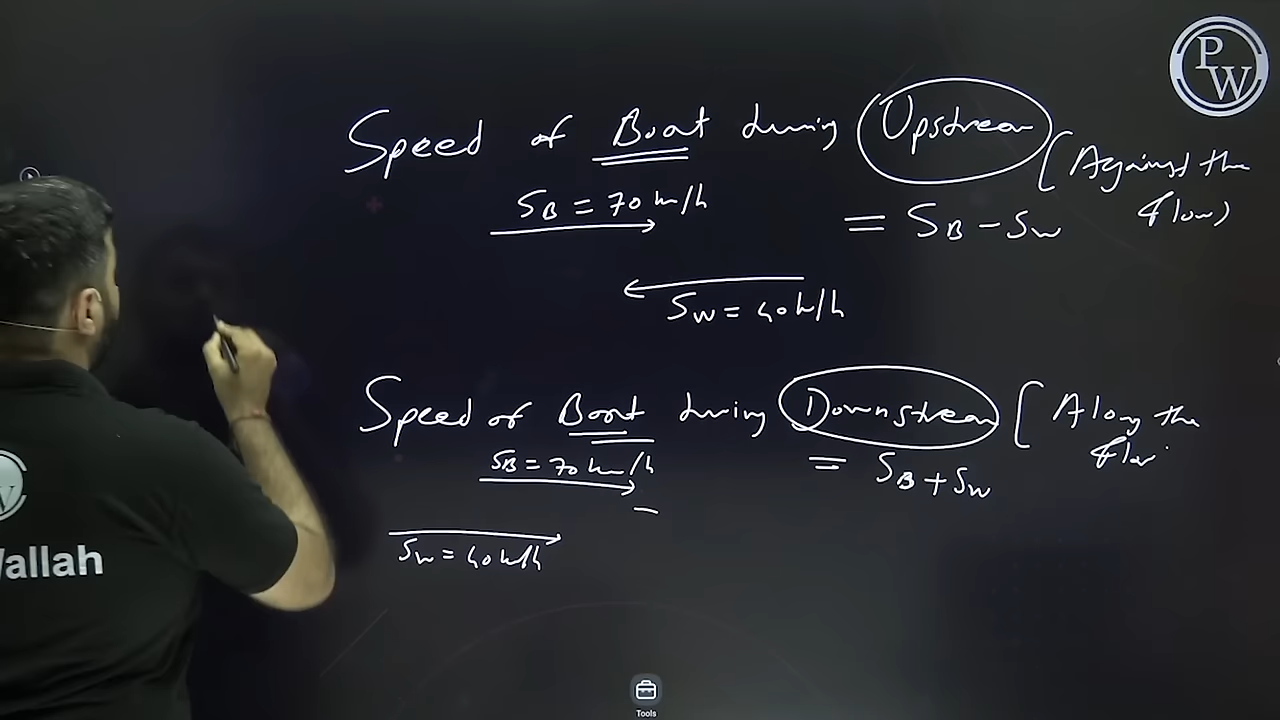 PW
Speed of Boat during Upstream (Against the
flow)
SB = 70 km/h
= SB - SW
SW = 40 km/h
Speed of Boat during Downstream [Along the
flow
SB = 70 km/h
= SB + SW
SW = 40 km/h
W
Wallah
Tools